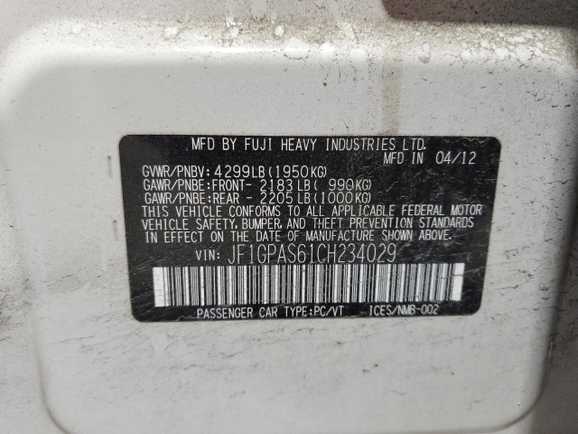 MFD BY FUJI HEAVY INDUSTRIES LTD.
MFD IN 04/12
GVWR/PNBV: 4299LB(1950KG)
GAWR/PNBE:FRONT- 2183LB( 990KG)
GAWR/PNBE:REAR - 2205LB(1000KG)
THIS VEHICLE CONFORMS TO ALL APPLICABLE FEDERAL MOTOR
VEHICLE SAFETY, BUMPER, AND THEFT PREVENTION STANDARDS
IN EFFECT ON THE DATE OF MANUFACTURE SHOWN ABOVE.
VIN: JF1GPAS61CH234029
PASSENGER CAR TYPE:PC/VT ICES/NMB-002